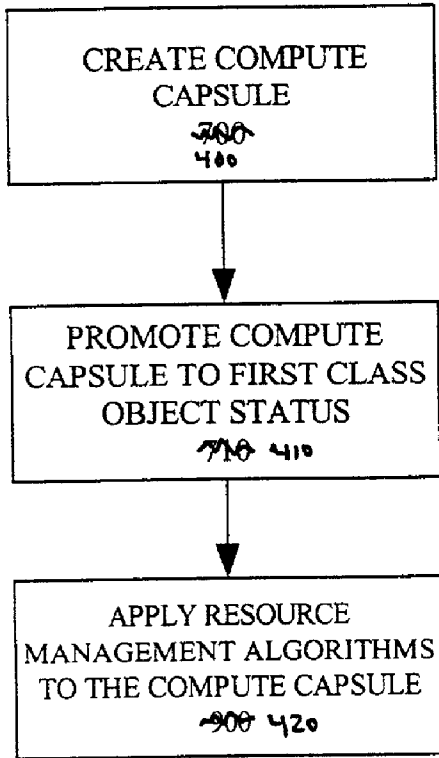 CREATE COMPUTE
CAPSULE
700
400
PROMOTE COMPUTE
CAPSULE TO FIRST CLASS
OBJECT STATUS
710 410
APPLY RESOURCE
MANAGEMENT ALGORITHMS
TO THE COMPUTE CAPSULE
900 420